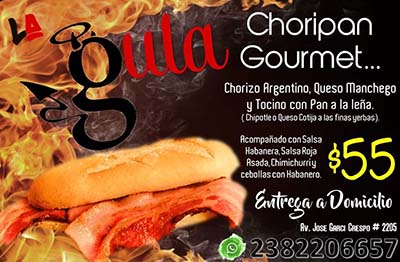 LA gula
Choripan
Gourmet...
Chorizo Argentino, Queso Manchego
y Tocino con Pan a la leña.
( Chipotle o Queso Cotija a las finas yerbas).
Acompañado con Salsa
Habanera, Salsa Roja
Asada, Chimichurri y
cebollas con Habanero.
$55
Entrega a Domicilio
Av. Jose Garci Crespo # 2205
2382206657